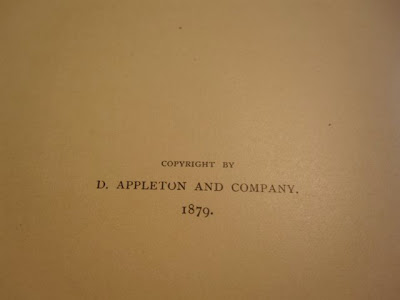 COPYRIGHT BY
D. APPLETON AND COMPANY.
1879.